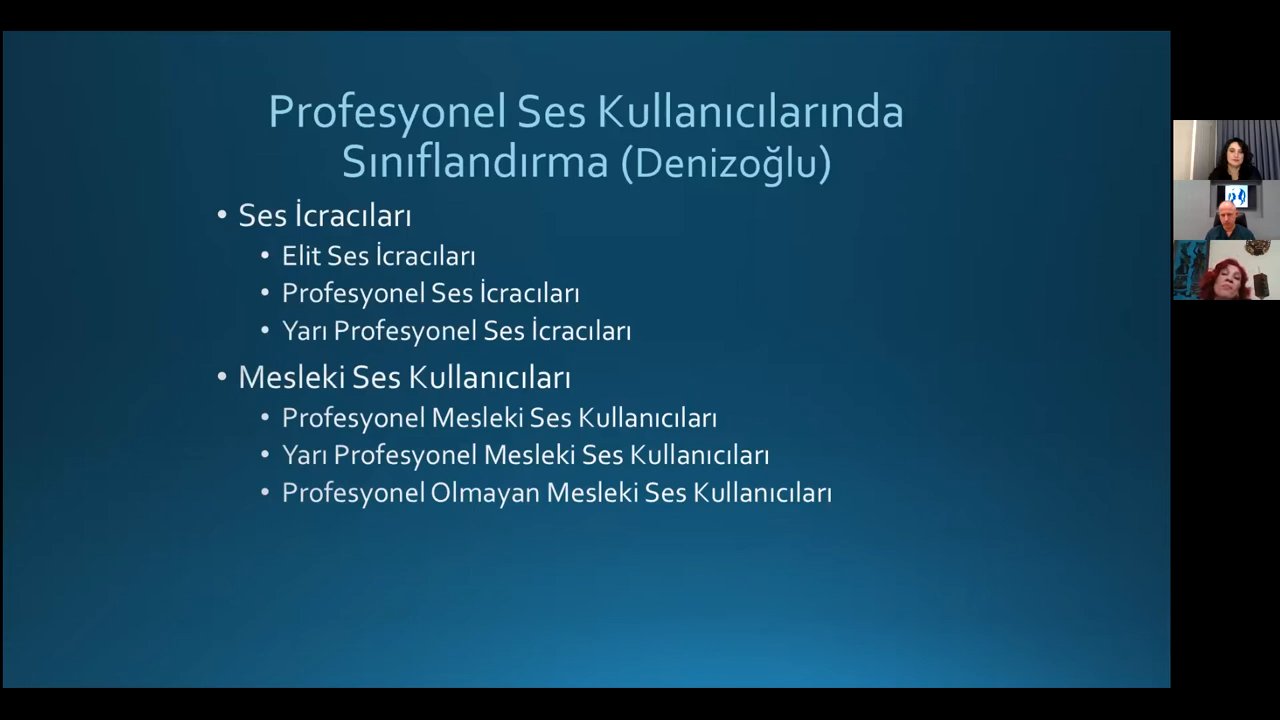 Profesyonel Ses Kullanıcılarında
Sınıflandırma (Denizoğlu)
• Ses İcracıları
• Elit Ses İcracıları
• Profesyonel Ses İcracıları
• Yarı Profesyonel Ses İcracıları
• Mesleki Ses Kullanıcıları
• Profesyonel Mesleki Ses Kullanıcıları
• Yarı Profesyonel Mesleki Ses Kullanıcıları
• Profesyonel Olmayan Mesleki Ses Kullanıcıları